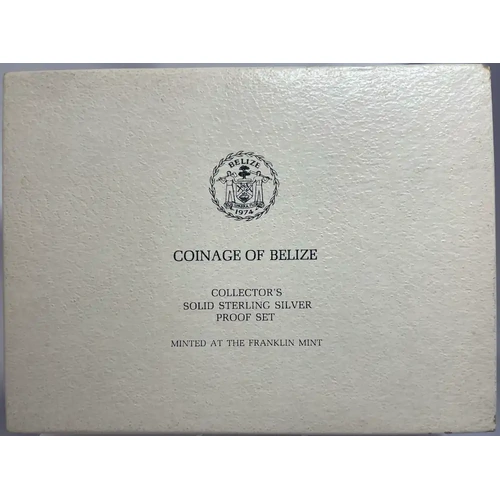 BELIZE
1974
COINAGE OF BELIZE
COLLECTOR'S
SOLID STERLING SILVER
PROOF SET
MINTED AT THE FRANKLIN MINT